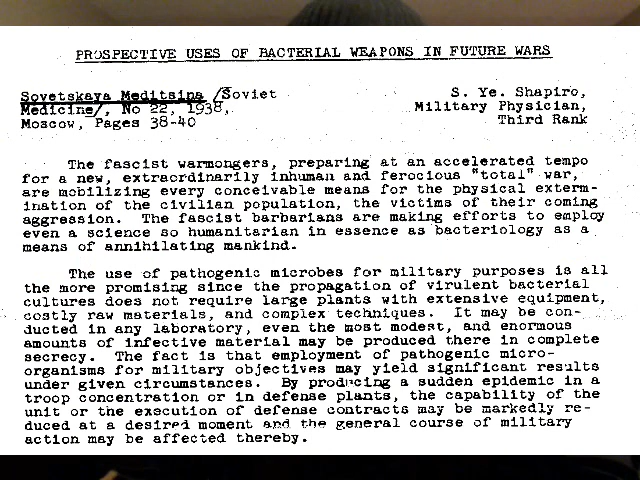 PROSPECTIVE USES OF BACTERIAL WEAPONS IN FUTURE WARS
Sovetskaya Meditsina /Soviet
Medicine/, No 22, 1938,
Moscow, Pages 38-40
S. Ye. Shapiro,
Military Physician,
Third Rank
The fascist warmongers, preparing at an accelerated tempo
for a new, extraordinarily inhuman and ferocious "total" war,
are mobilizing every conceivable means for the physical exterm-
ination of the civilian population, the victims of their coming
aggression. The fascist barbarians are making efforts to employ
even a science so humanitarian in essence as bacteriology as a
means of annihilating mankind.
The use of pathogenic microbes for military purposes is all
the more promising since the propagation of virulent bacterial
cultures does not require large plants with extensive equipment,
costly raw materials, and complex techniques. It may be con-
ducted in any laboratory, even the most modest, and enormous
amounts of infective material may be produced there in complete
secrecy. The fact is that employment of pathogenic micro-
organisms for military objectives may yield significant results
under given circumstances. By producing a sudden epidemic in a
troop concentration or in defense plants, the capability of the
unit or the execution of defense contracts may be markedly re-
duced at a desired moment and the general course of military
action may be affected thereby.